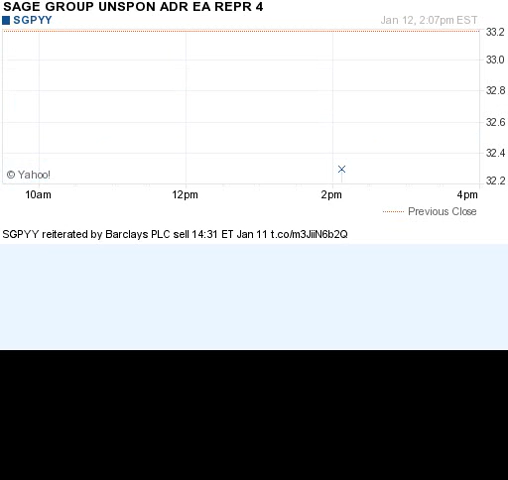 SAGE GROUP UNSPON ADR EA REPR 4
SGPYY
Jan 12, 2:07pm EST
33.2
33.0
32.8
32.6
32.4
32.2
© Yahoo!
10am 12pm 2pm 4pm
Previous Close
SGPYY reiterated by Barclays PLC sell 14:31 ET Jan 11 t.co/m3JiiN6b2Q